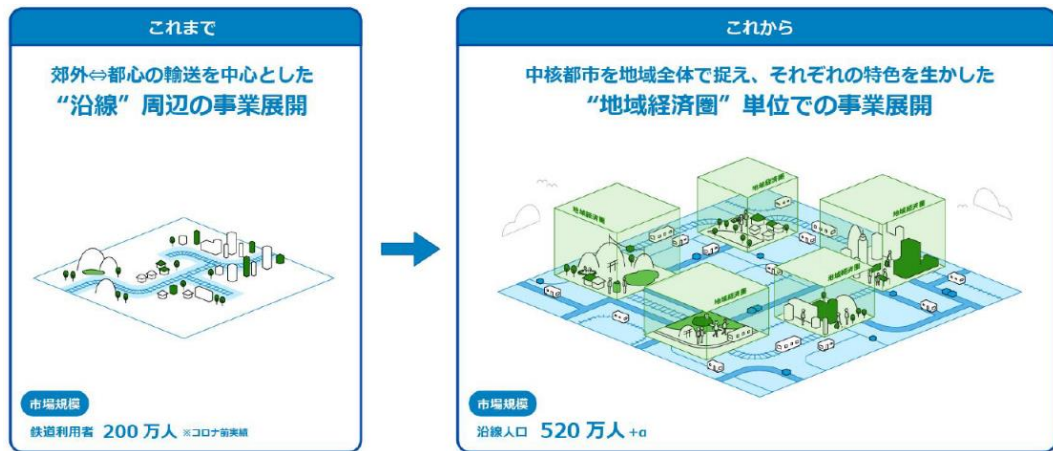 これまで
郊外⇔都心の輸送を中心とした
“沿線”周辺の事業展開
市場規模
鉄道利用者 200万人 ※コロナ前実績
これから
中核都市を地域全体で捉え、それぞれの特色を生かした
“地域経済圏”単位での事業展開
地域経済圏
地域経済圏
地域経済圏
地域経済圏
地域経済圏
市場規模
沿線人口 520万人+α